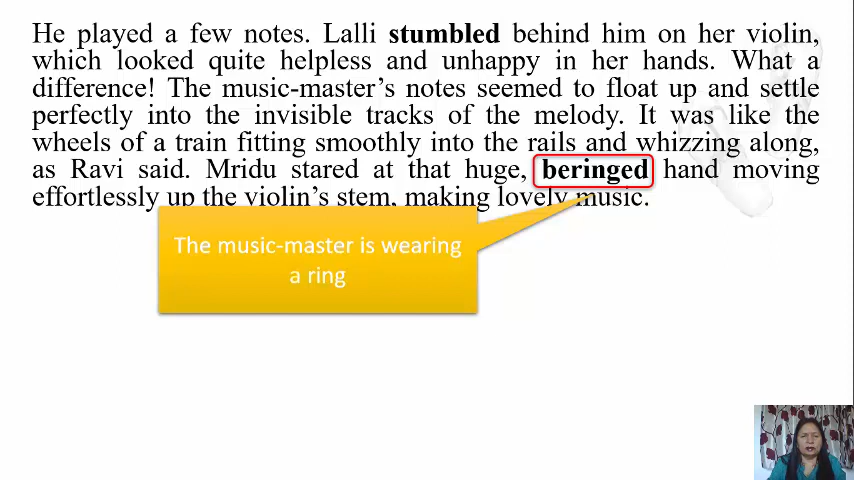 He played a few notes. Lalli stumbled behind him on her violin,
which looked quite helpless and unhappy in her hands. What a
difference! The music-master’s notes seemed to float up and settle
perfectly into the invisible tracks of the melody. It was like the
wheels of a train fitting smoothly into the rails and whizzing along,
as Ravi said. Mridu stared at that huge, beringed hand moving
effortlessly up the violin’s stem, making lovely music.
The music-master is wearing
a ring